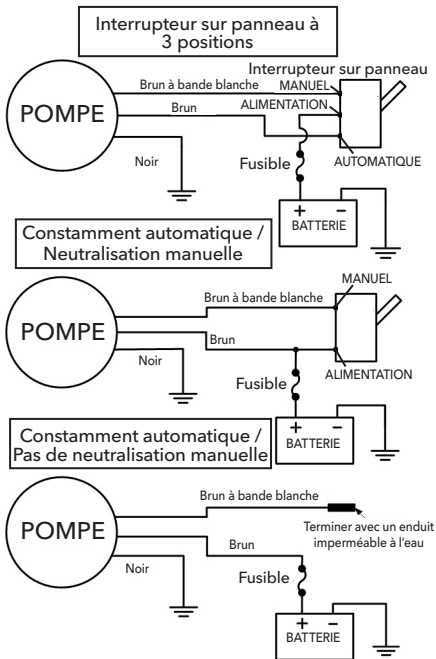 Interrupteur sur panneau à
3 positions
Interrupteur sur panneau
Brun à bande blanche
MANUEL
POMPE
ALIMENTATION
Brun
Noir
Fusible
AUTOMATIQUE
+ −
BATTERIE
Constamment automatique /
Neutralisation manuelle
MANUEL
Brun à bande blanche
POMPE
Brun
Noir
ALIMENTATION
Fusible
+ −
BATTERIE
Constamment automatique /
Pas de neutralisation manuelle
Brun à bande blanche
POMPE
Terminer avec un enduit
imperméable à l'eau
Brun
Noir
Fusible
+ −
BATTERIE